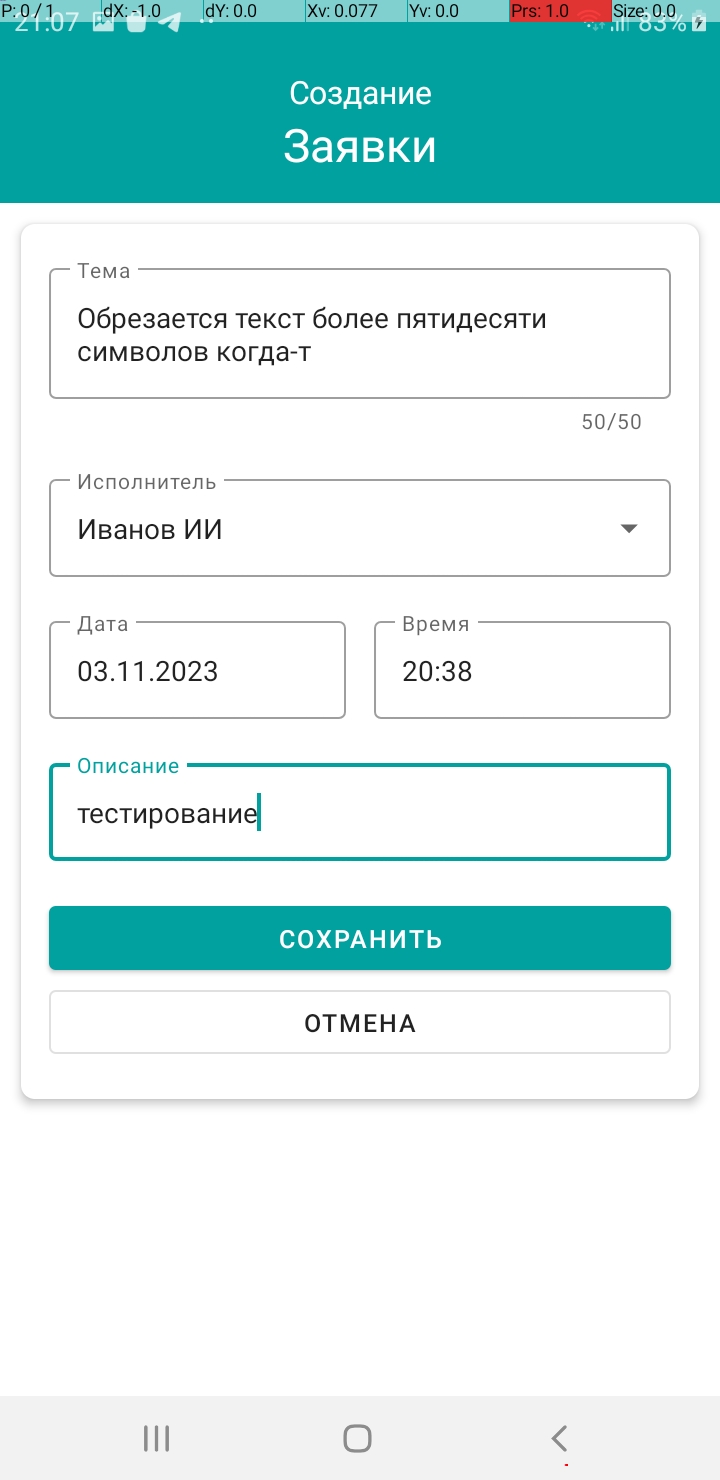 P: 0 / 1 dX: -1.0 dY: 0.0 Xv: 0.077 Yv: 0.0 Prs: 1.0 Size: 0.0
21:07 83%
Создание
Заявки
Тема
Обрезается текст более пятидесяти
символов когда-т
50/50
Исполнитель
Иванов ИИ
Дата Время
03.11.2023 20:38
Описание
тестирование
СОХРАНИТЬ
ОТМЕНА